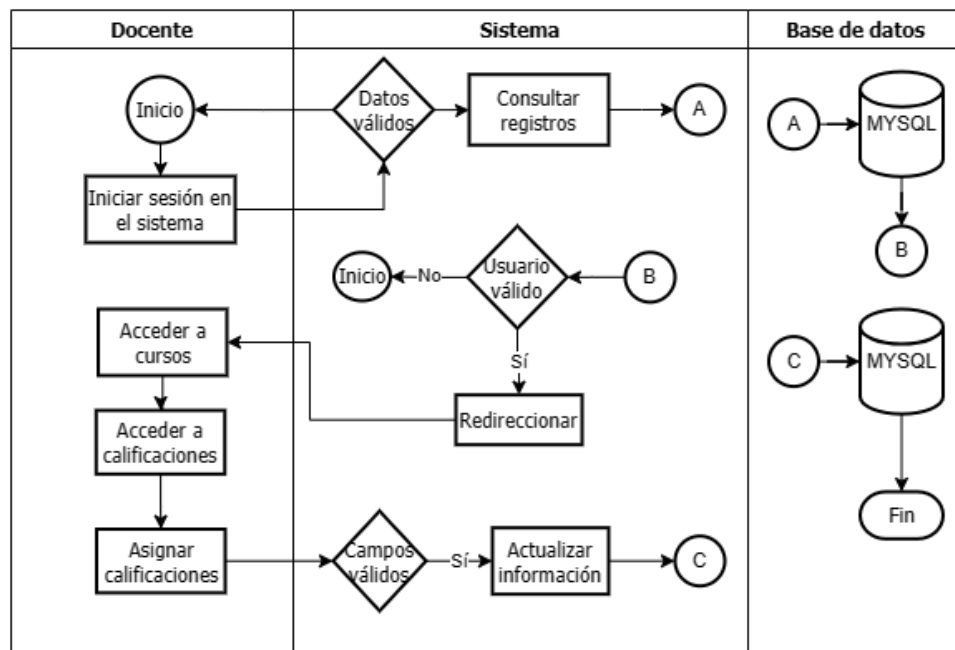 Docente
Sistema
Base de datos
Inicio
Datos
válidos
Consultar
registros
A
A
MYSQL
Iniciar sesión en
el sistema
B
Inicio
No
Usuario
válido
B
Sí
Acceder a
cursos
C
MYSQL
Redireccionar
Acceder a
calificaciones
Fin
Asignar
calificaciones
Campos
válidos
Sí
Actualizar
información
C